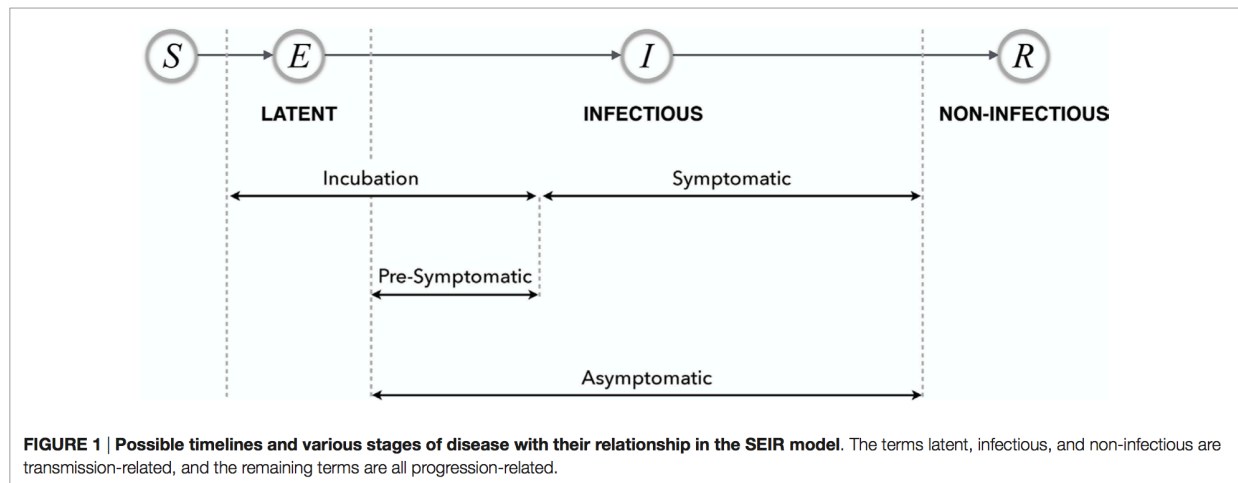 S E I R
LATENT INFECTIOUS NON-INFECTIOUS
Incubation Symptomatic
Pre-Symptomatic
Asymptomatic
FIGURE 1 | Possible timelines and various stages of disease with their relationship in the SEIR model. The terms latent, infectious, and non-infectious are
transmission-related, and the remaining terms are all progression-related.